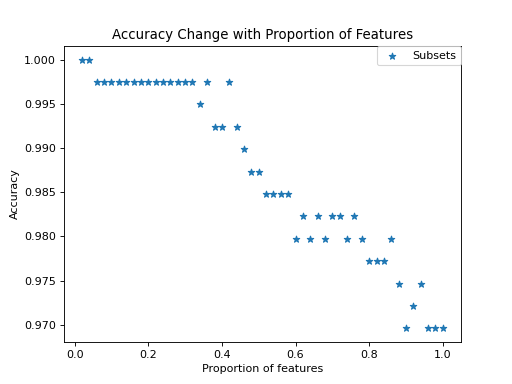 Accuracy Change with Proportion of Features
Subsets
1.000
0.995
0.990
0.985
0.980
0.975
0.970
Accuracy
0.0 0.2 0.4 0.6 0.8 1.0
Proportion of features